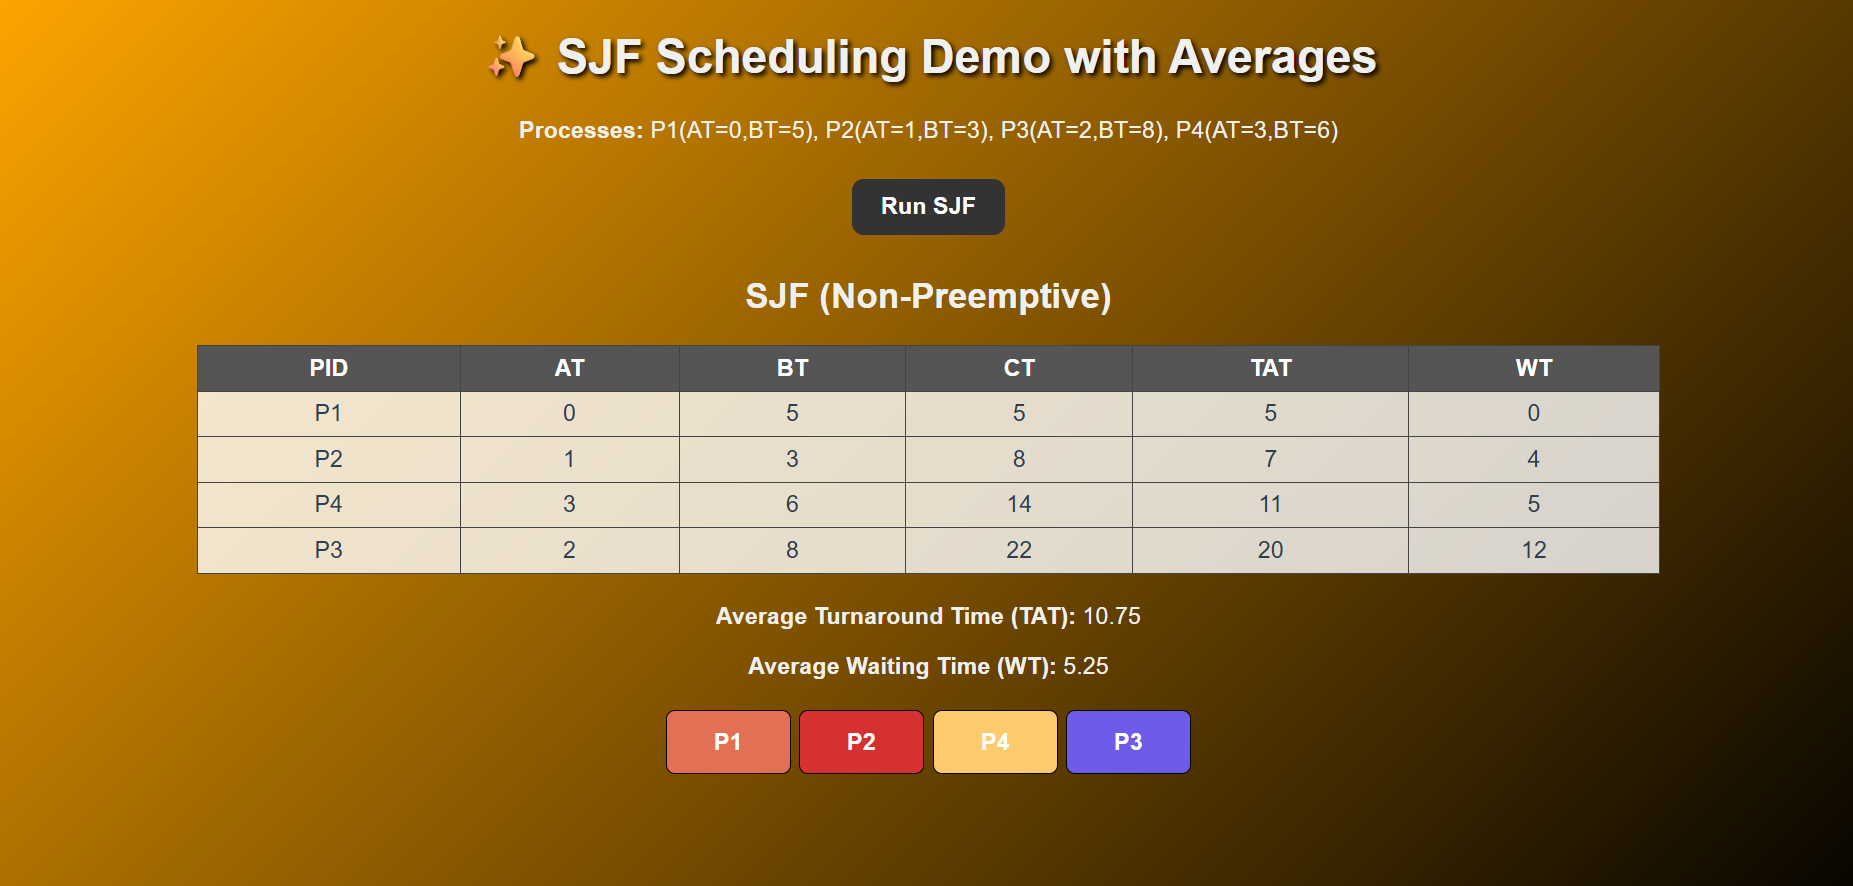 ✨ SJF Scheduling Demo with Averages
Processes: P1(AT=0,BT=5), P2(AT=1,BT=3), P3(AT=2,BT=8), P4(AT=3,BT=6)
Run SJF
SJF (Non-Preemptive)
PID AT BT CT TAT WT
P1 0 5 5 5 0
P2 1 3 8 7 4
P4 3 6 14 11 5
P3 2 8 22 20 12
Average Turnaround Time (TAT): 10.75
Average Waiting Time (WT): 5.25
P1 P2 P4 P3